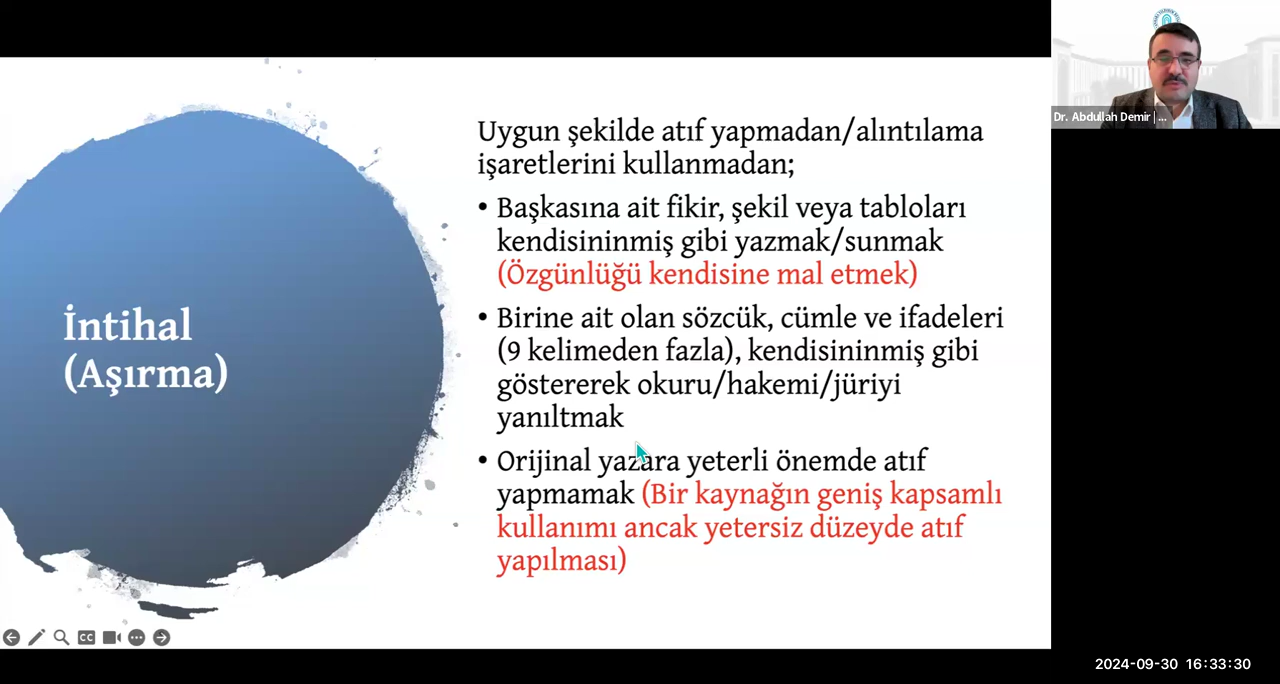 İntihal
(Aşırma)
Uygun şekilde atıf yapmadan/alıntılama
işaretlerini kullanmadan;
• Başkasına ait fikir, şekil veya tabloları
kendisininmiş gibi yazmak/sunmak
(Özgünlüğü kendisine mal etmek)
• Birine ait olan sözcük, cümle ve ifadeleri
(9 kelimeden fazla), kendisininmiş gibi
göstererek okuru/hakemi/jüriyi
yanıltmak
• Orijinal yazara yeterli önemde atıf
yapmamak (Bir kaynağın geniş kapsamlı
kullanımı ancak yetersiz düzeyde atıf
yapılması)
Dr. Abdullah Demir | ...
CC
2024-09-30 16:33:30